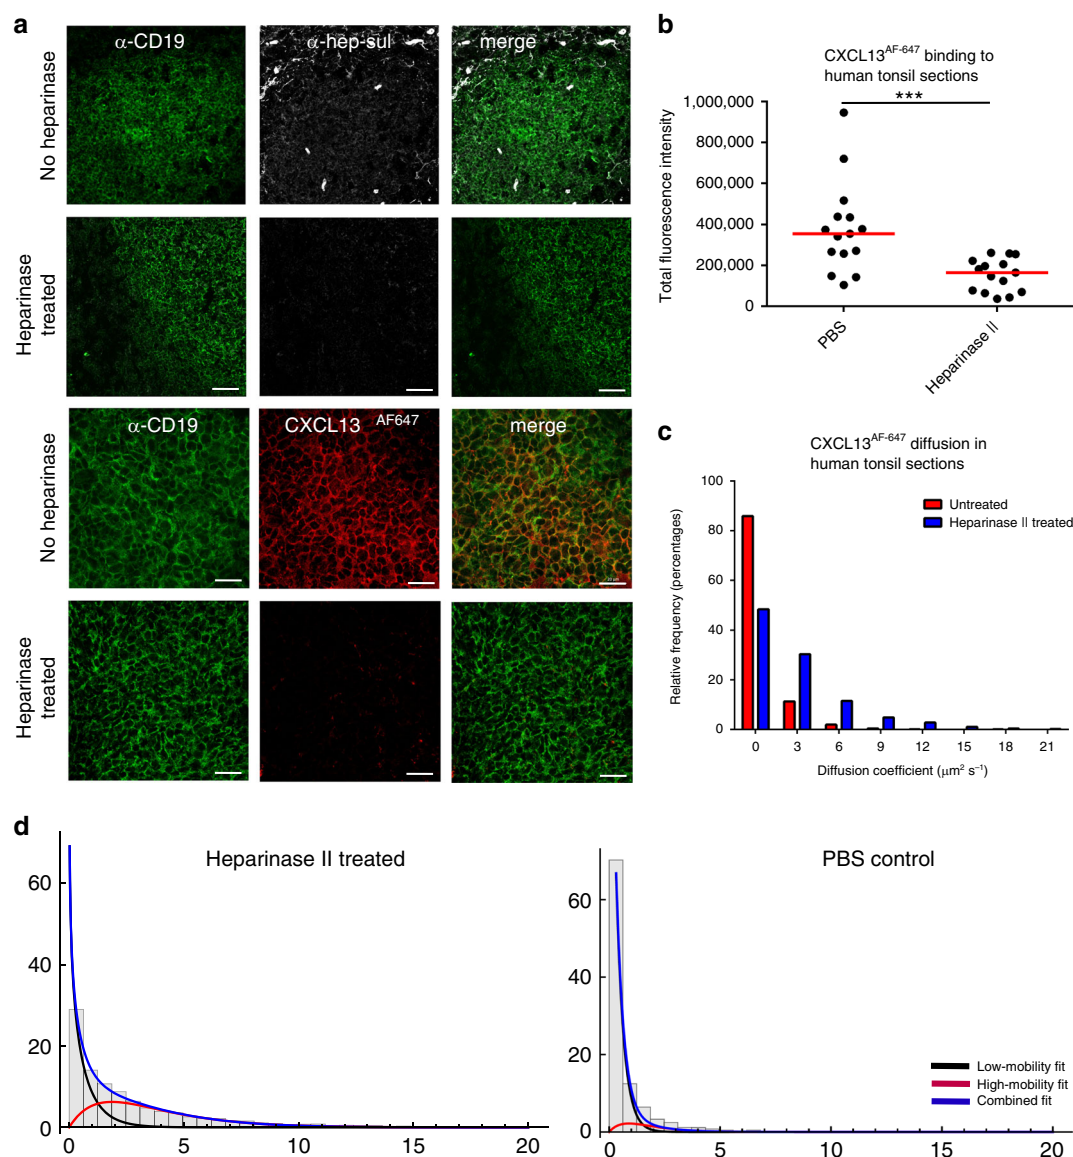 a
α-CD19
α-hep-sul
merge
No heparinase
Heparinase
treated
α-CD19
CXCL13 AF647
merge
No heparinase
Heparinase
treated
b
CXCL13AF-647 binding to
human tonsil sections
***
Total fluorescence intensity
1,000,000
800,000
600,000
400,000
200,000
0
PBS
Heparinase II
c
CXCL13AF-647 diffusion in
human tonsil sections
Untreated
Heparinase II treated
Relative frequency (percentages)
100
80
60
40
20
0
0 3 6 9 12 15 18 21
Diffusion coefficient (μm² s⁻¹)
d
Heparinase II treated
60
40
20
0
0 5 10 15 20
PBS control
60
40
20
0
0 5 10 15 20
Low-mobility fit
High-mobility fit
Combined fit